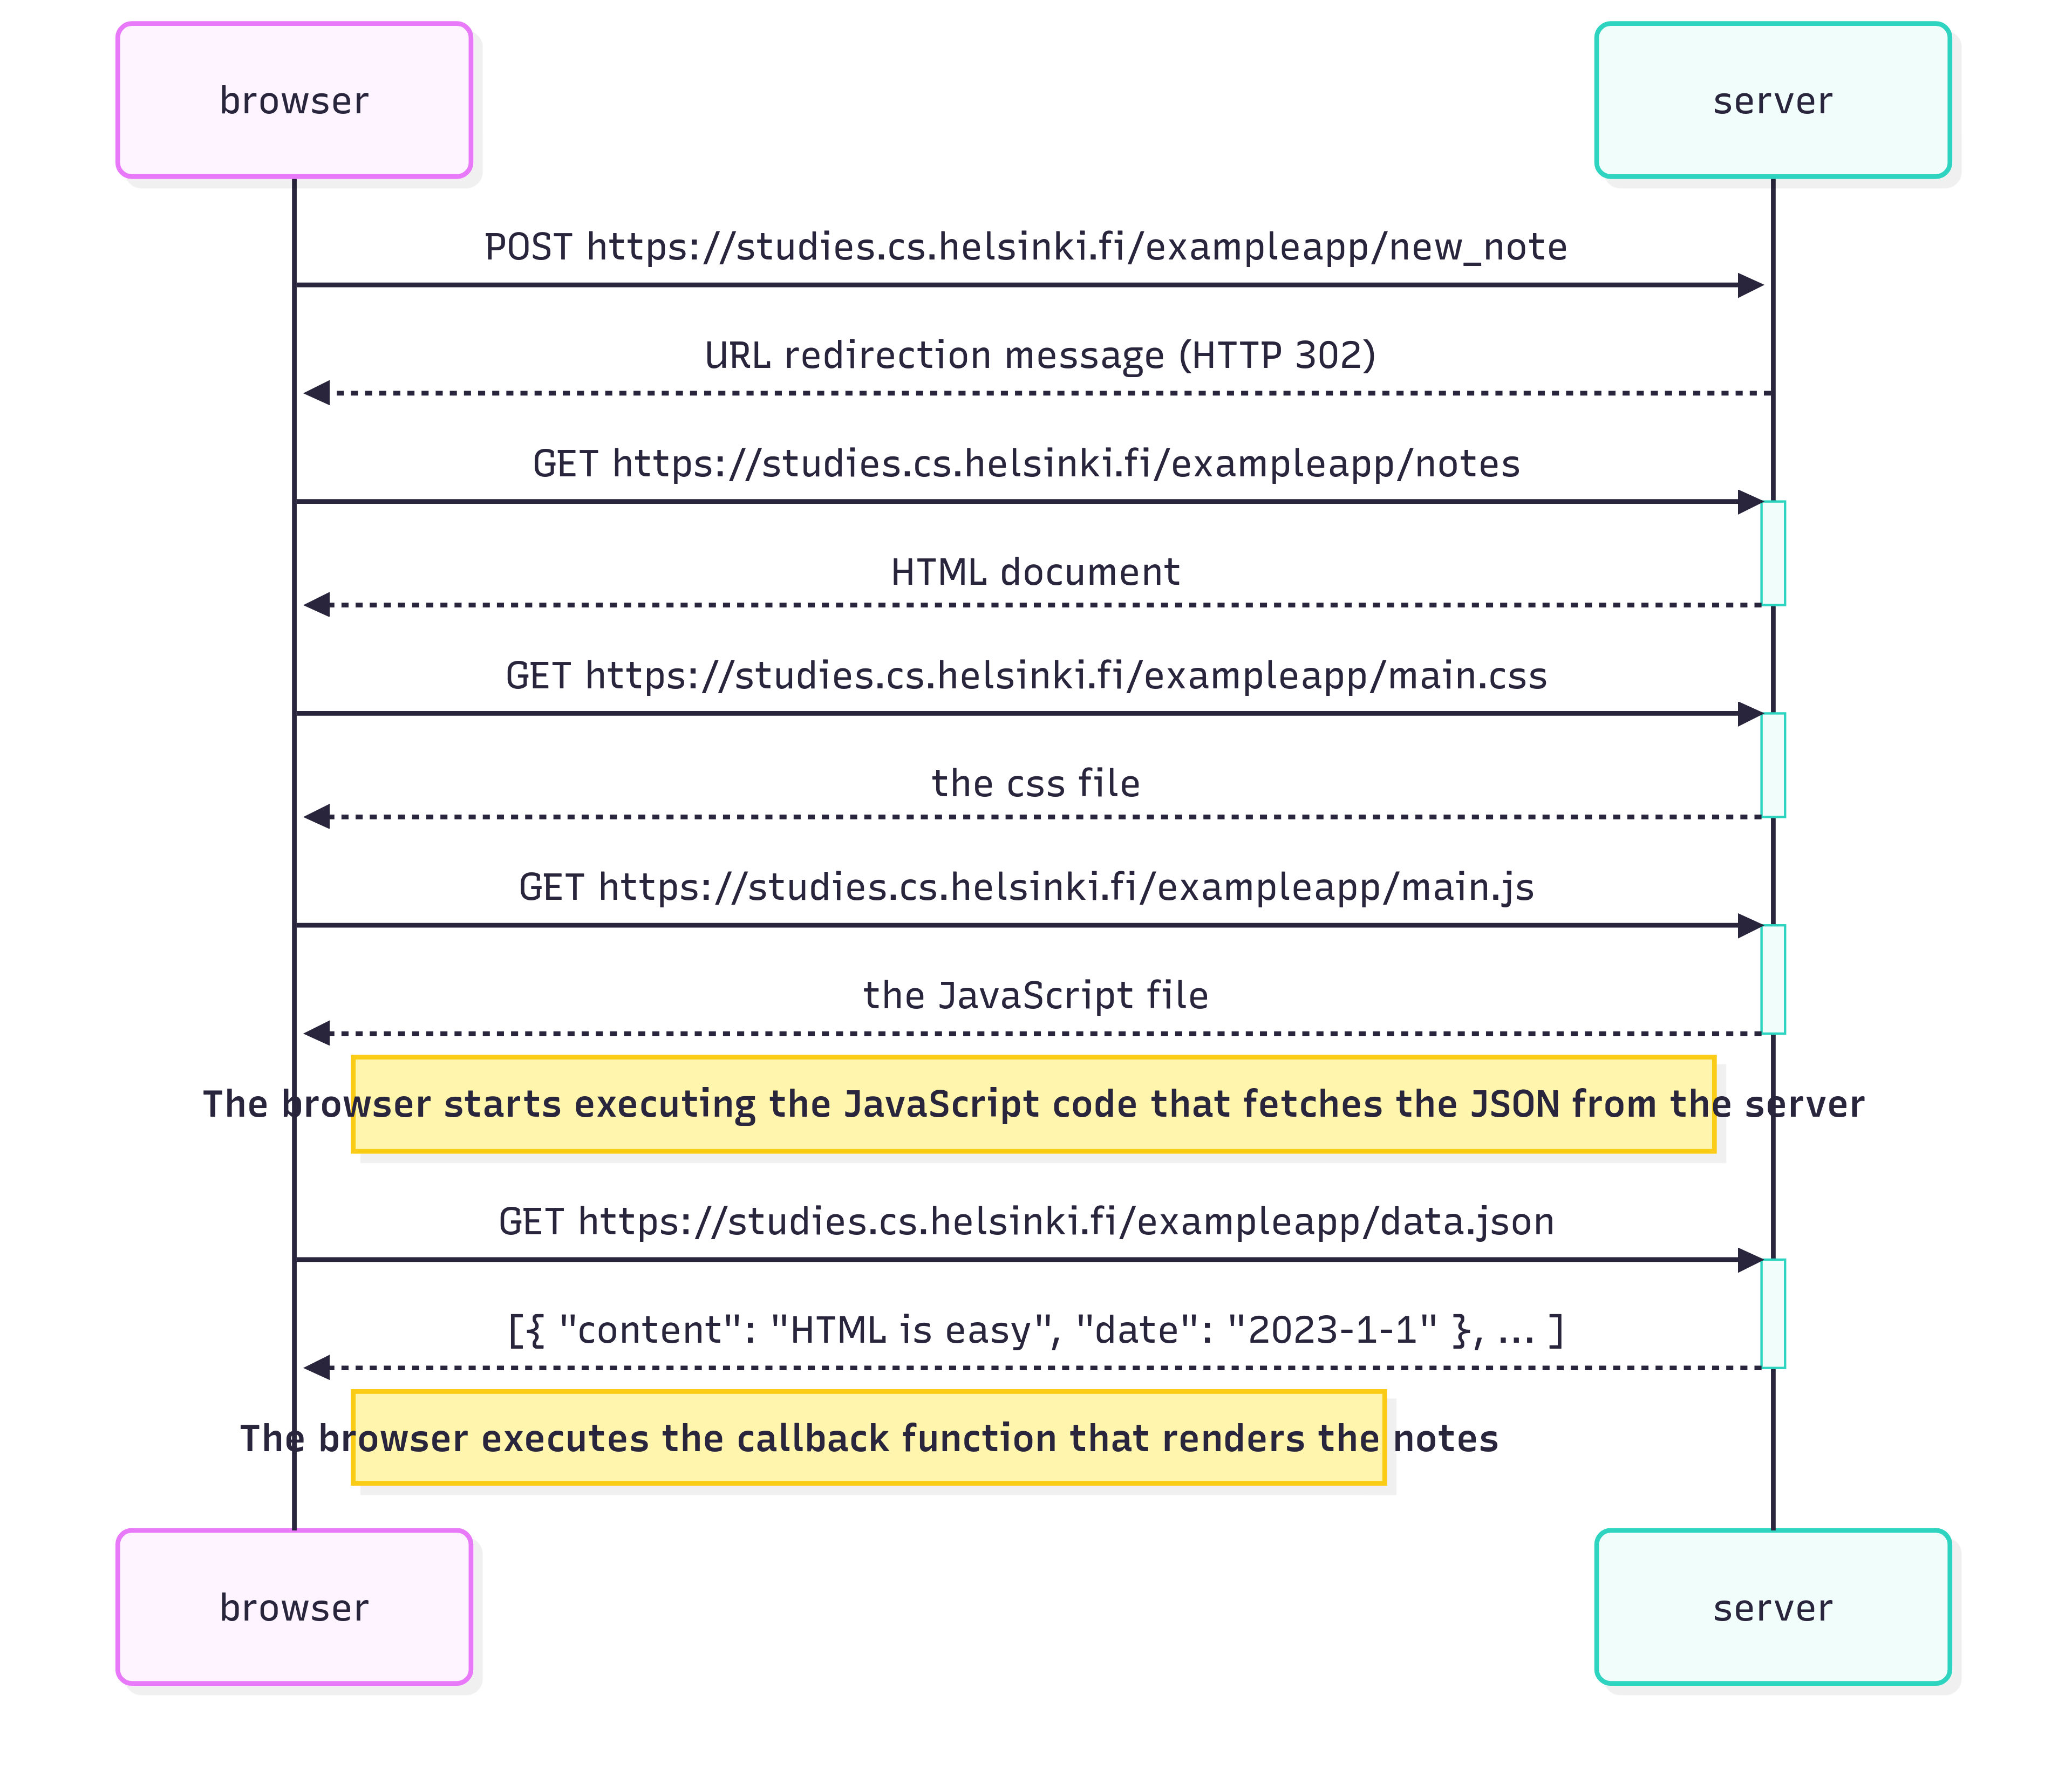 browser
server
POST https://studies.cs.helsinki.fi/exampleapp/new_note
URL redirection message (HTTP 302)
GET https://studies.cs.helsinki.fi/exampleapp/notes
HTML document
GET https://studies.cs.helsinki.fi/exampleapp/main.css
the css file
GET https://studies.cs.helsinki.fi/exampleapp/main.js
the JavaScript file
The browser starts executing the JavaScript code that fetches the JSON from the server
GET https://studies.cs.helsinki.fi/exampleapp/data.json
[{ "content": "HTML is easy", "date": "2023-1-1" }, ... ]
The browser executes the callback function that renders the notes
browser
server